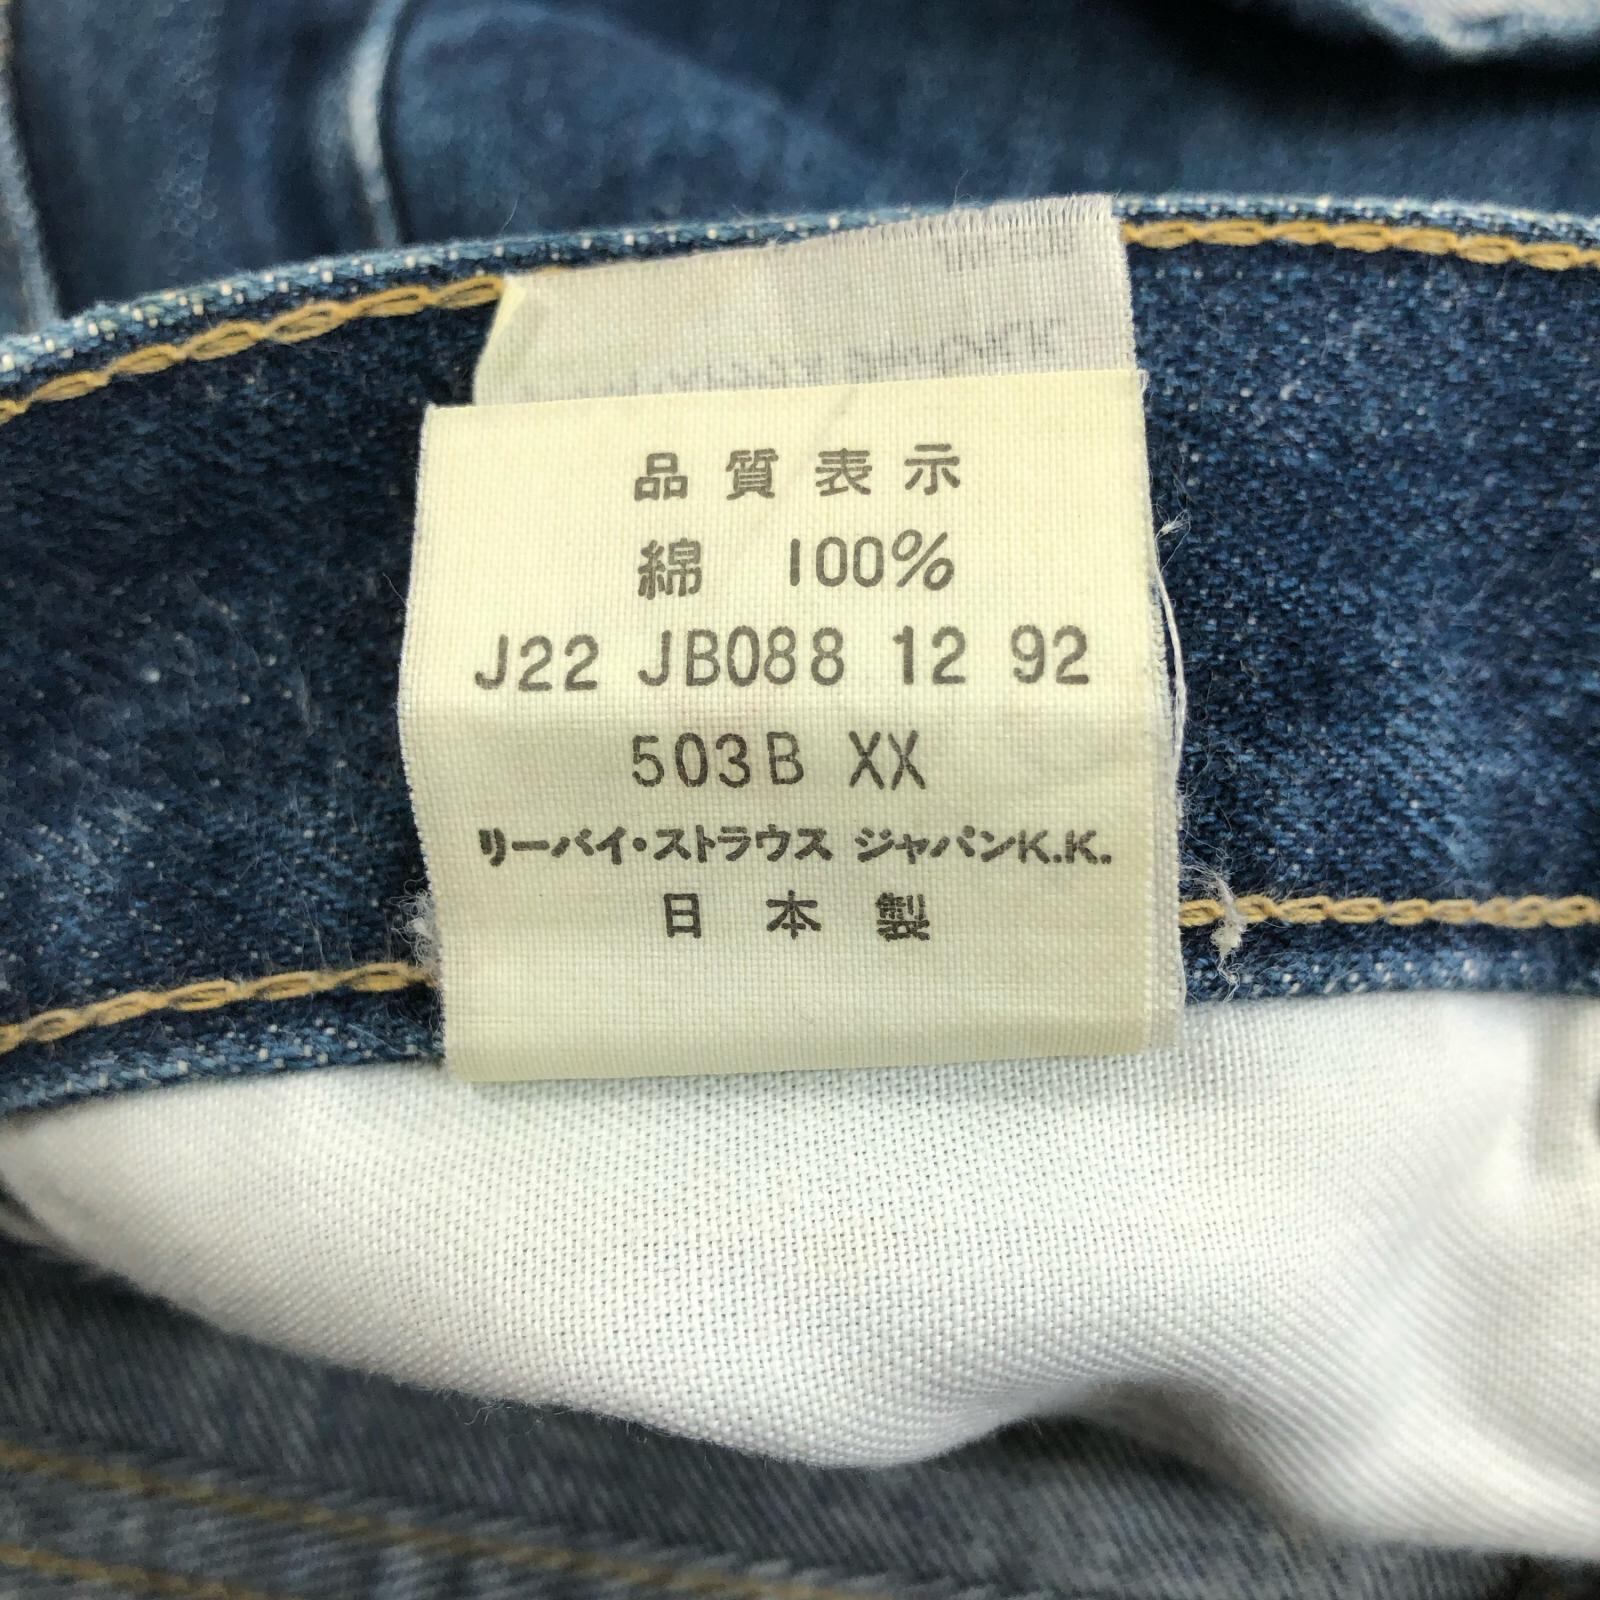 品質表示
綿 100%
J22 JB088 12 92
503B XX
リーバイ・ストラウス ジャパンK.K.
日本製